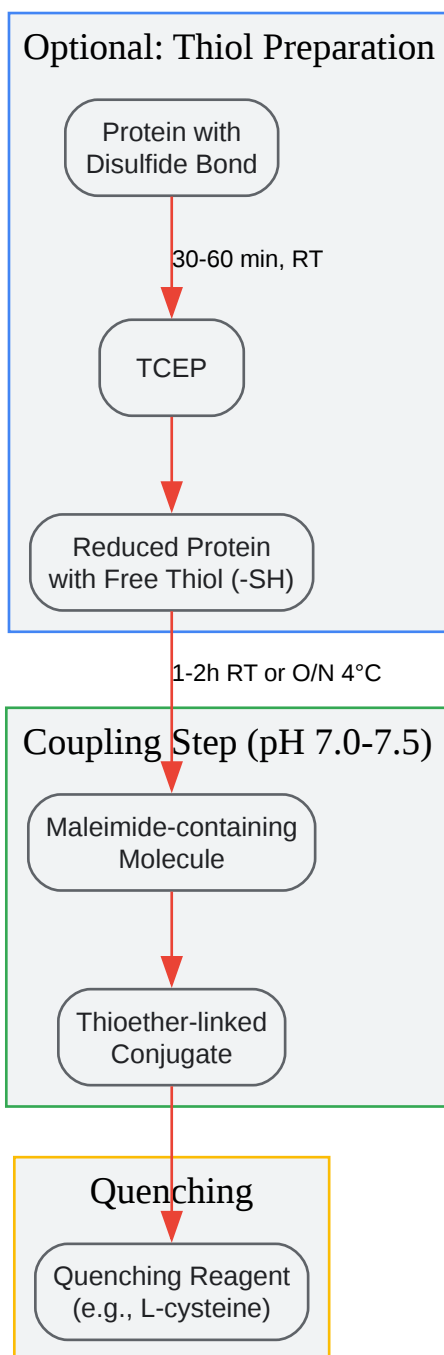 Optional: Thiol Preparation
Protein with
Disulfide Bond
30-60 min, RT
TCEP
Reduced Protein
with Free Thiol (-SH)
1-2h RT or O/N 4°C
Coupling Step (pH 7.0-7.5)
Maleimide-containing
Molecule
Thioether-linked
Conjugate
Quenching
Quenching Reagent
(e.g., L-cysteine)